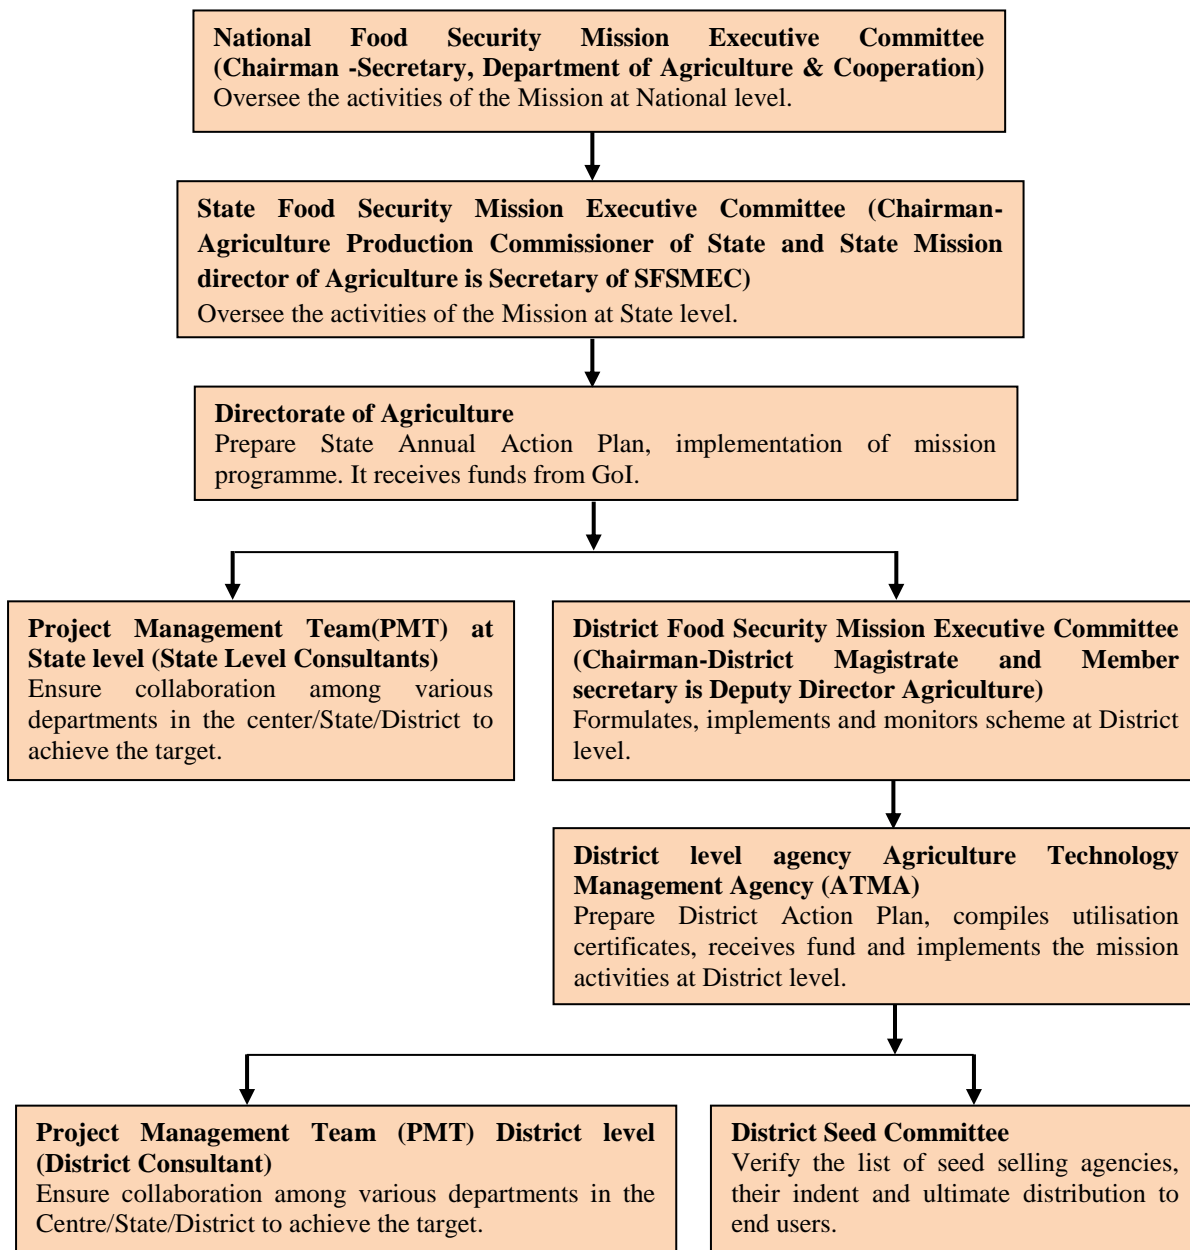 National Food Security Mission Executive Committee
(Chairman -Secretary, Department of Agriculture & Cooperation)
Oversee the activities of the Mission at National level.
State Food Security Mission Executive Committee (Chairman-
Agriculture Production Commissioner of State and State Mission
director of Agriculture is Secretary of SFSMEC)
Oversee the activities of the Mission at State level.
Directorate of Agriculture
Prepare State Annual Action Plan, implementation of mission
programme. It receives funds from GoI.
Project Management Team(PMT) at
State level (State Level Consultants)
Ensure collaboration among various
departments in the center/State/District to
achieve the target.
District Food Security Mission Executive Committee
(Chairman-District Magistrate and Member
secretary is Deputy Director Agriculture)
Formulates, implements and monitors scheme at District
level.
District level agency Agriculture Technology
Management Agency (ATMA)
Prepare District Action Plan, compiles utilisation
certificates, receives fund and implements the mission
activities at District level.
Project Management Team (PMT) District level
(District Consultant)
Ensure collaboration among various departments in the
Centre/State/District to achieve the target.
District Seed Committee
Verify the list of seed selling agencies,
their indent and ultimate distribution to
end users.